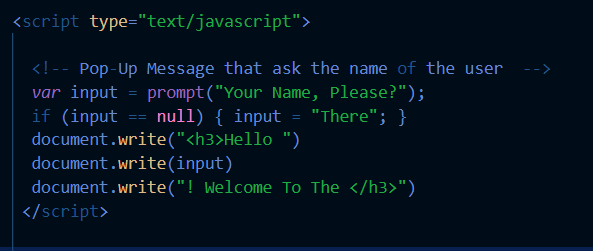 <script type="text/javascript">
<!-- Pop-Up Message that ask the name of the user  -->
var input = prompt("Your Name, Please?");
if (input == null) { input = "There"; }
document.write("<h3>Hello ")
document.write(input)
document.write("! Welcome To The </h3>")
</script>